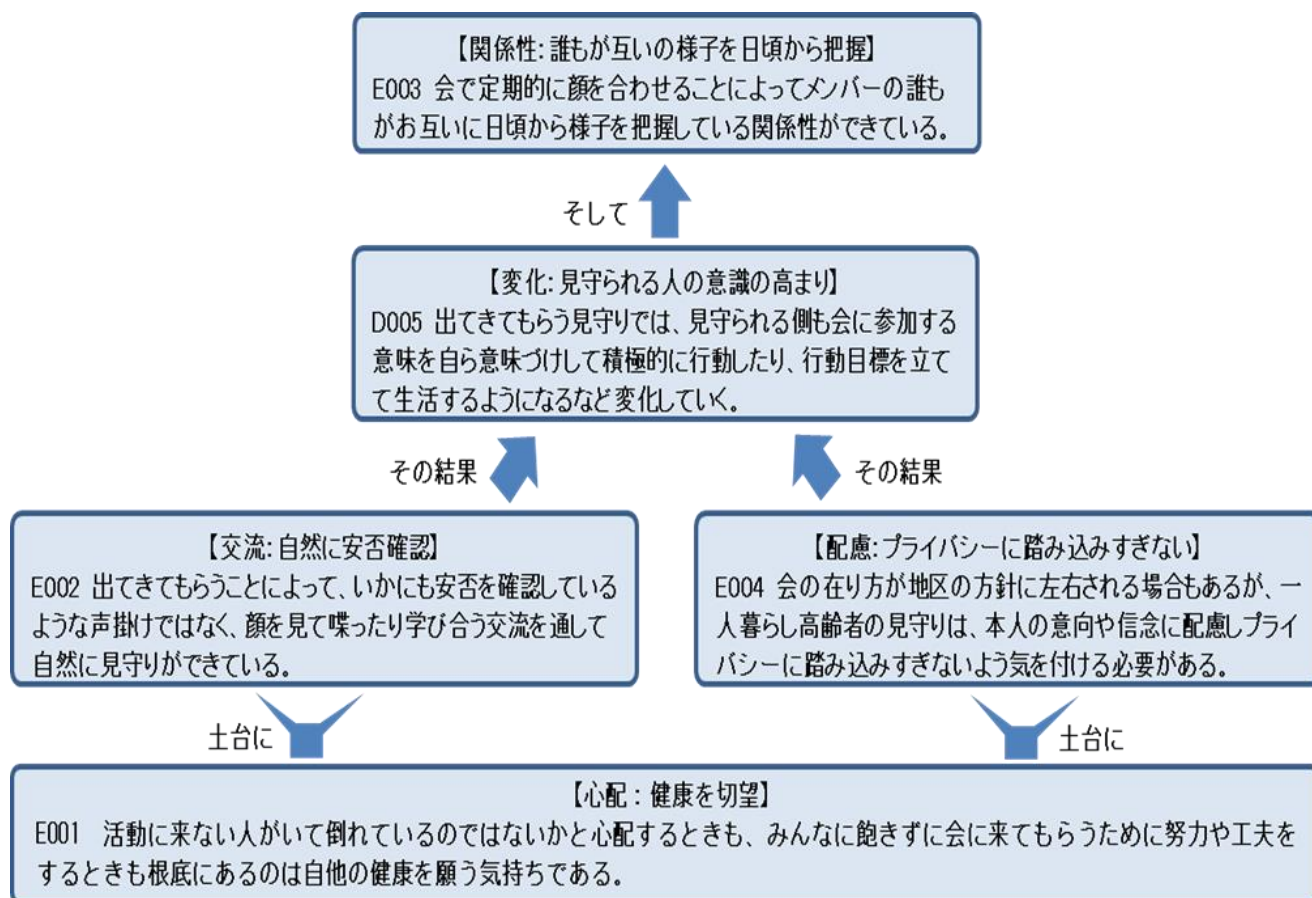 【関係性:誰もが互いの様子を日頃から把握】
E003 会で定期的に顔を合わせることによってメンバーの誰も
がお互いに日頃から様子を把握している関係性ができている。
そして
【変化:見守られる人の意識の高まり】
D005 出てきてもらう見守りでは、見守られる側も会に参加する
意味を自ら意味づけして積極的に行動したり、行動目標を立て
て生活するようになるなど変化していく。
その結果
その結果
【交流:自然に安否確認】
E002 出てきてもらうことによって、いかにも安否を確認している
ような声掛けではなく、顔を見て喋ったり学び合う交流を通して
自然に見守りができている。
【配慮:プライバシーに踏み込みすぎない】
E004 会の在り方が地区の方針に左右される場合もあるが、一
人暮らし高齢者の見守りは、本人の意向や信念に配慮しプライ
バシーに踏み込みすぎないよう気を付ける必要がある。
土台に
土台に
【心配：健康を切望】
E001　活動に来ない人がいて倒れているのではないかと心配するときも、みんなに飽きずに会に来てもらうために努力や工夫を
するときも根底にあるのは自他の健康を願う気持ちである。